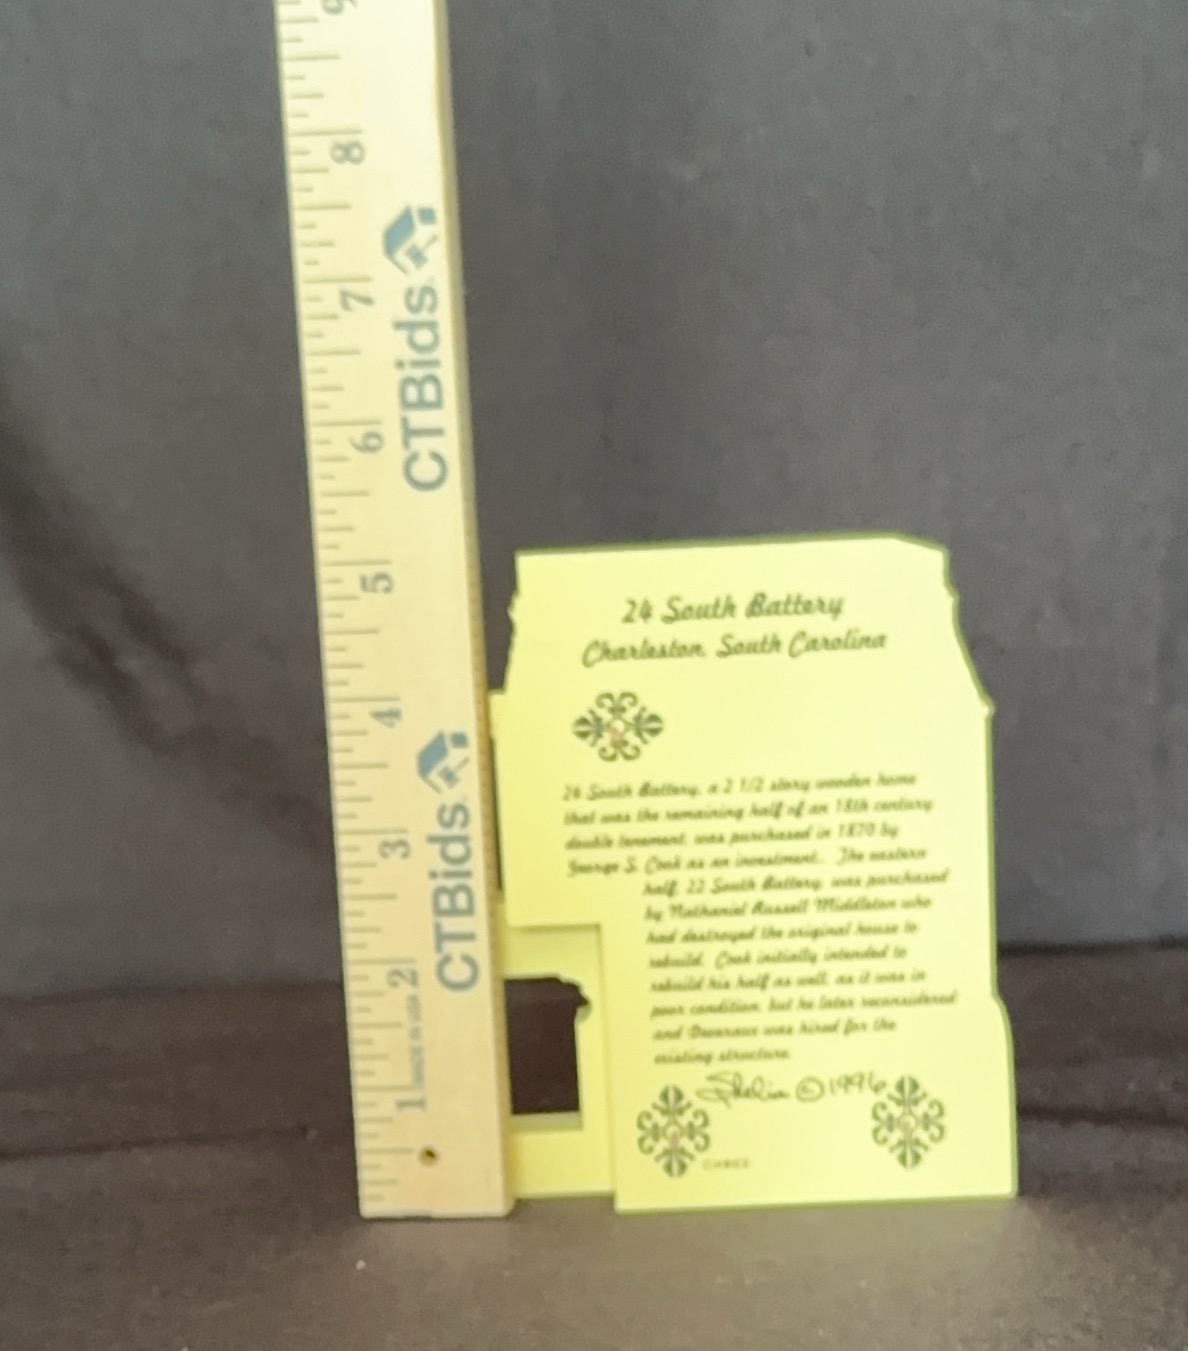 9
8
7
6
5
4
3
2
1
CTBids
CTBids
MADE IN USA
24 South Battery
Charleston, South Carolina
24 South Battery, a 2 1/2 story wooden home
that was the remaining half of an 18th century
double tenement, was purchased in 1870 by
George S. Cook as an investment. The eastern
half, 22 South Battery, was purchased
by Nathaniel Russell Middleton who
had destroyed the original house to
rebuild. Cook initially intended to
rebuild his half as well, as it was in
poor condition, but he later reconsidered
and Devereaux was hired for the
existing structure.
Shelia ©1996